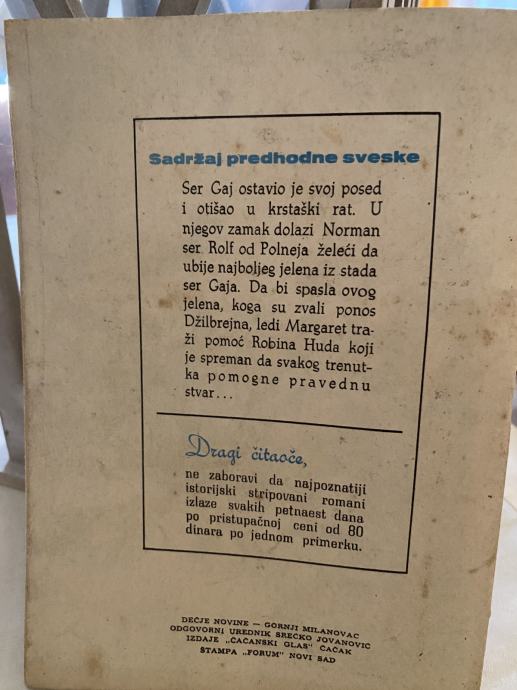 Sadržaj predhodne sveske
Ser Gaj ostavio je svoj posed
i otišao u krstaški rat. U
njegov zamak dolazi Norman
ser Rolf od Polneja želeći da
ubije najboljeg jelena iz stada
ser Gaja. Da bi spasla ovog
jelena, koga su zvali ponos
Džilbrejna, ledi Margaret tra-
ži pomoć Robina Huda koji
je spreman da svakog trenut-
ka pomogne pravednu
stvar...
Dragi čitaoče,
ne zaboravi da najpoznatiji
istorijski stripovani romani
izlaze svakih petnaest dana
po pristupačnoj ceni od 80
dinara po jednom primerku.
DEČJE NOVINE — GORNJI MILANOVAC
ODGOVORNI UREDNIK SREĆKO JOVANOVIC
IZDAJE „ČAČANSKI GLAS" ČAČAK
ŠTAMPA „FORUM" NOVI SAD